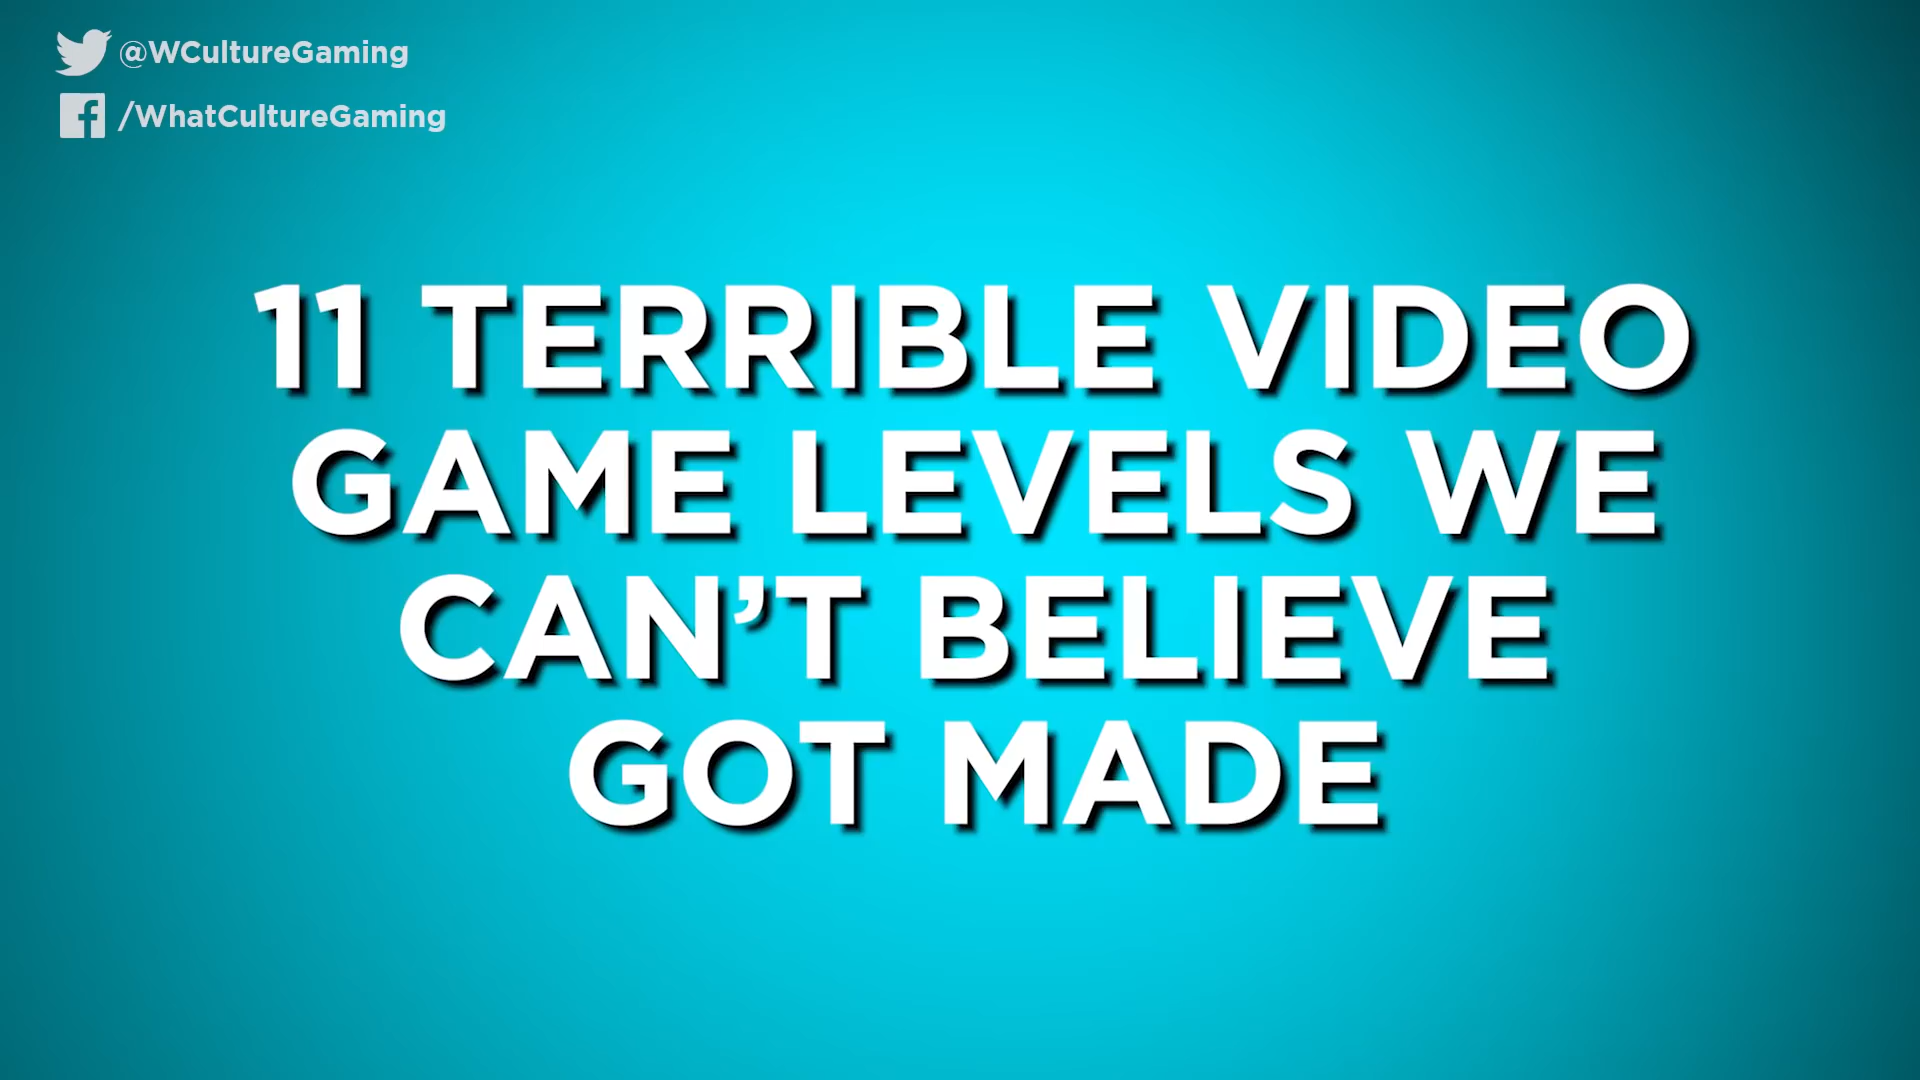 @WCultureGaming
/WhatCultureGaming
11 TERRIBLE VIDEO
GAME LEVELS WE
CAN’T BELIEVE
GOT MADE